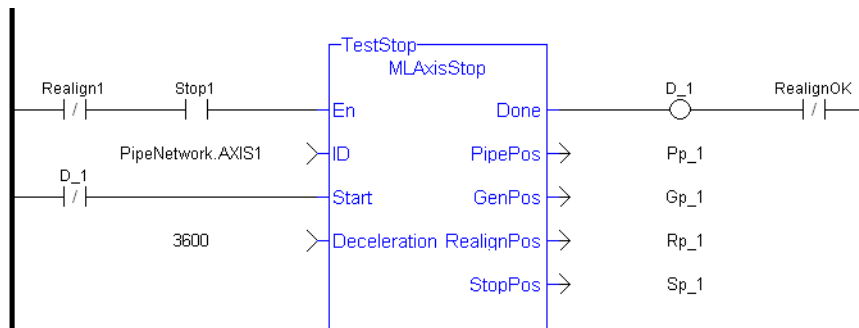 TestStop
MLAxisStop
Realign1 Stop1 D_1 RealignOK
En Done
PipeNetwork.AXIS1 ID PipePos Pp_1
D_1
Start GenPos Gp_1
3600 Deceleration RealignPos Rp_1
StopPos Sp_1